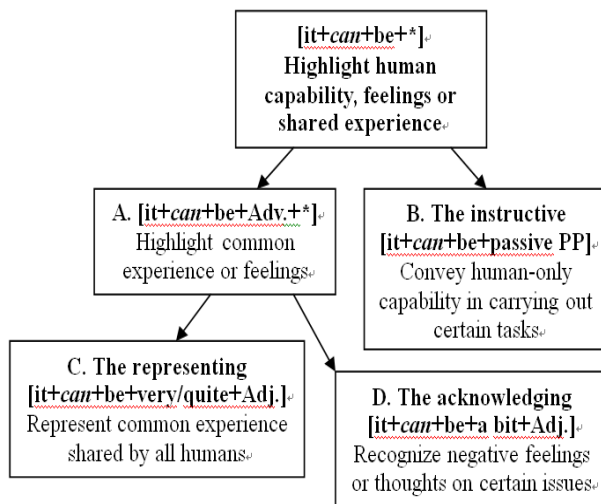 [it+can+be+*]
Highlight human
capability, feelings or
shared experience
A. [it+can+be+Adv.+*]
Highlight common
experience or feelings
B. The instructive
[it+can+be+passive PP]
Convey human-only
capability in carrying out
certain tasks
C. The representing
[it+can+be+very/quite+Adj.]
Represent common experience
shared by all humans
D. The acknowledging
[it+can+be+a bit+Adj.]
Recognize negative feelings
or thoughts on certain issues